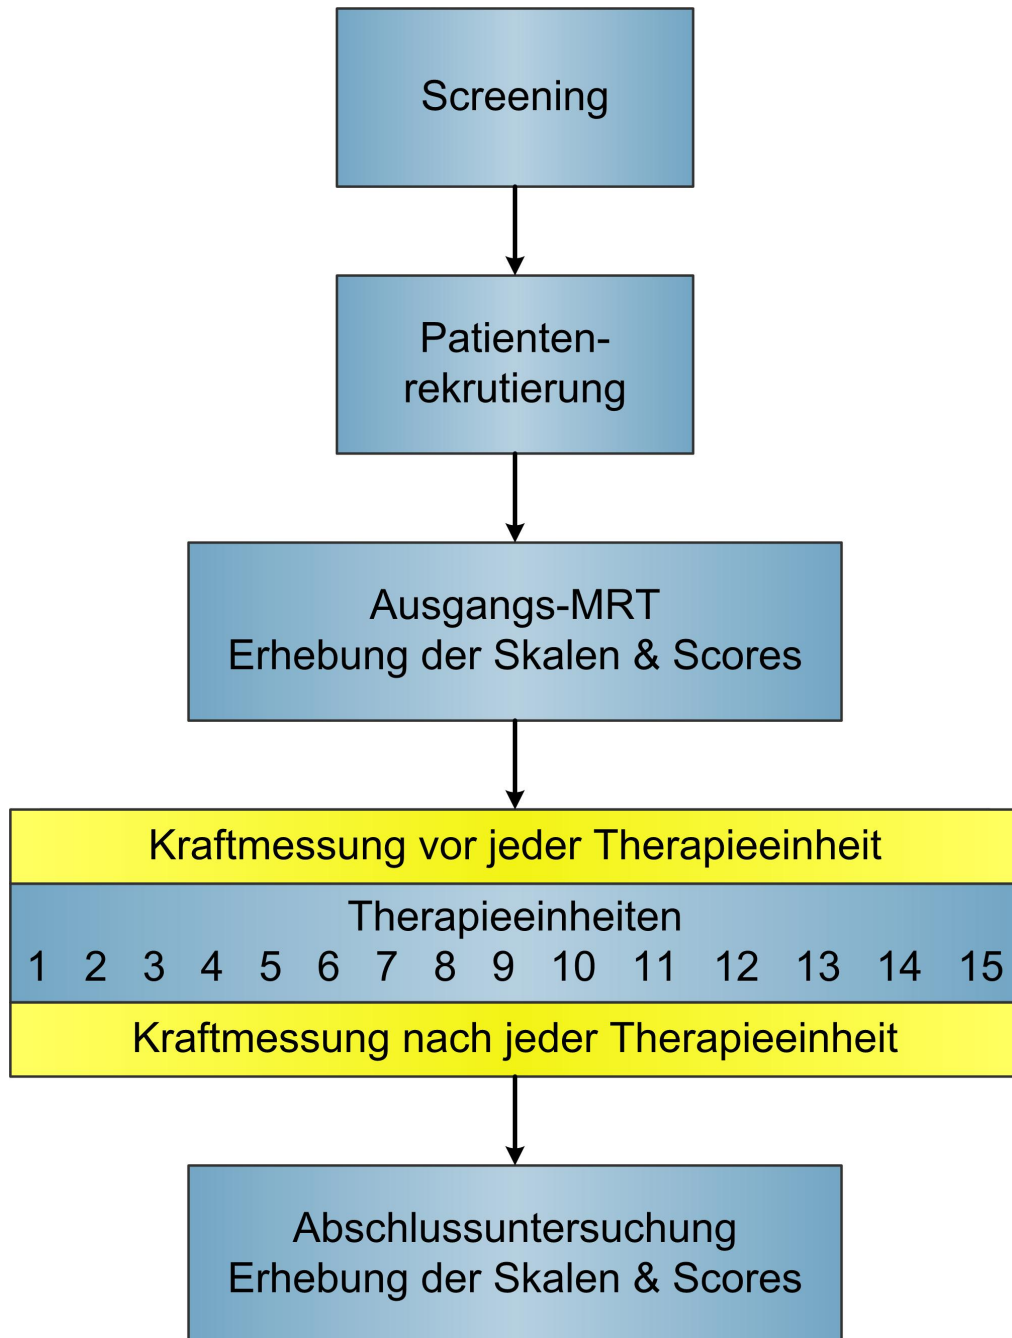 Screening
Patienten-
rekrutierung
Ausgangs-MRT
Erhebung der Skalen & Scores
Kraftmessung vor jeder Therapieeinheit
Therapieeinheiten
1 2 3 4 5 6 7 8 9 10 11 12 13 14 15
Kraftmessung nach jeder Therapieeinheit
Abschlussuntersuchung
Erhebung der Skalen & Scores